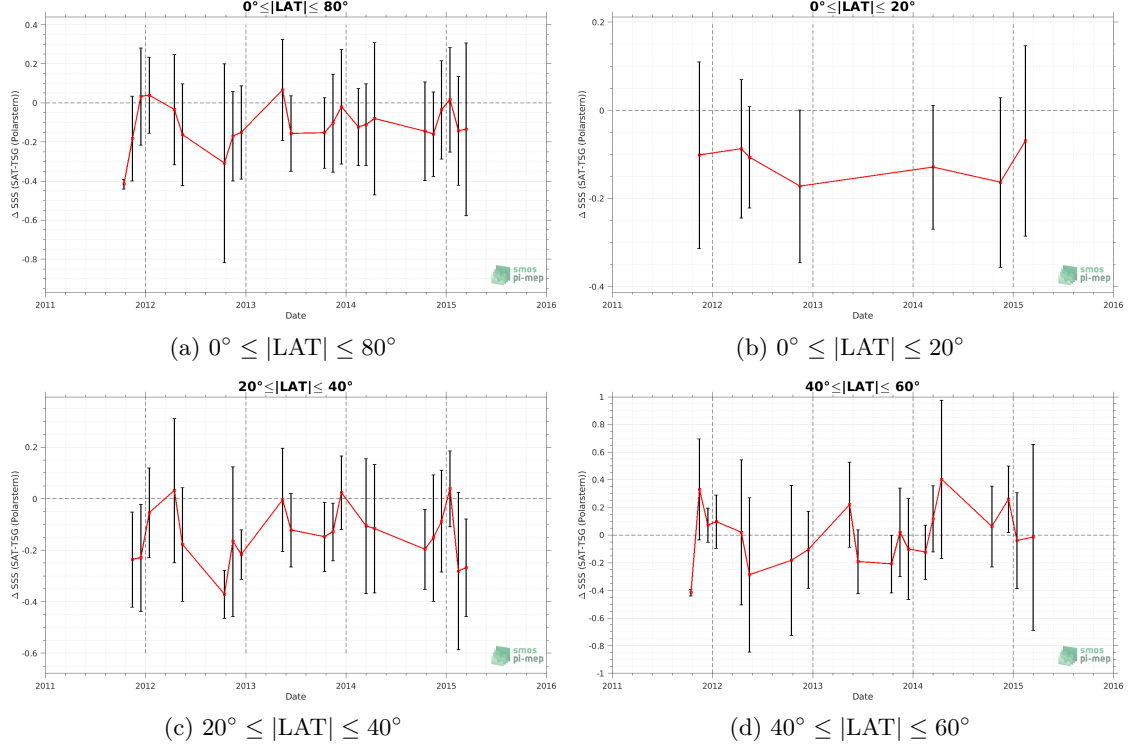 0°≤|LAT|≤ 80°
0.4
0.2
0
-0.2
-0.4
-0.6
-0.8
Δ SSS (SAT-TSG (Polarstern))
2011
2012
2013
2014
2015
2016
Date
smos
pi-mep
(a) 0° ≤ |LAT| ≤ 80°
0°≤|LAT|≤ 20°
0.2
0
-0.2
-0.4
Δ SSS (SAT-TSG (Polarstern))
2011
2012
2013
2014
2015
2016
Date
smos
pi-mep
(b) 0° ≤ |LAT| ≤ 20°
20°≤|LAT|≤ 40°
0.2
0
-0.2
-0.4
-0.6
Δ SSS (SAT-TSG (Polarstern))
2011
2012
2013
2014
2015
2016
Date
smos
pi-mep
(c) 20° ≤ |LAT| ≤ 40°
40°≤|LAT|≤ 60°
1
0.8
0.6
0.4
0.2
0
-0.2
-0.4
-0.6
-0.8
-1
Δ SSS (SAT-TSG (Polarstern))
2011
2012
2013
2014
2015
2016
Date
smos
pi-mep
(d) 40° ≤ |LAT| ≤ 60°